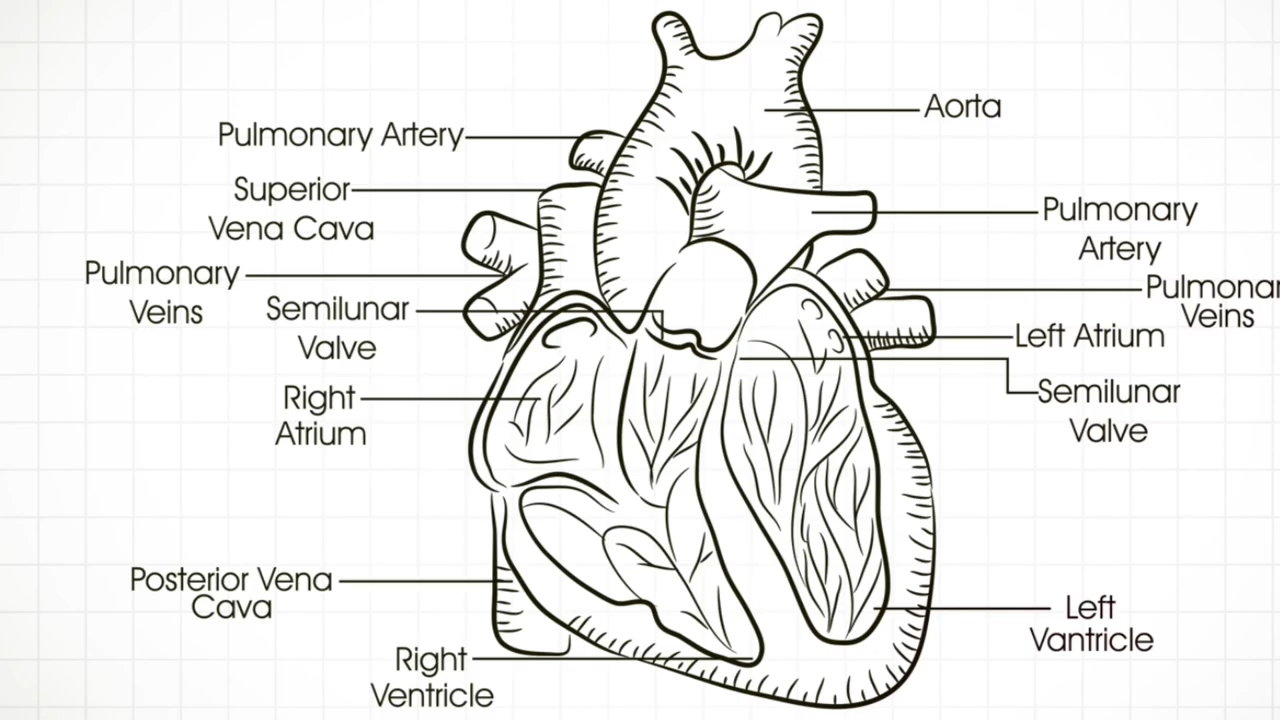 Pulmonary Artery
Superior
Vena Cava
Pulmonary
Veins
Semilunar
Valve
Right
Atrium
Posterior Vena
Cava
Right
Ventricle
Aorta
Pulmonary
Artery
Pulmonar
Veins
Left Atrium
Semilunar
Valve
Left
Vantricle